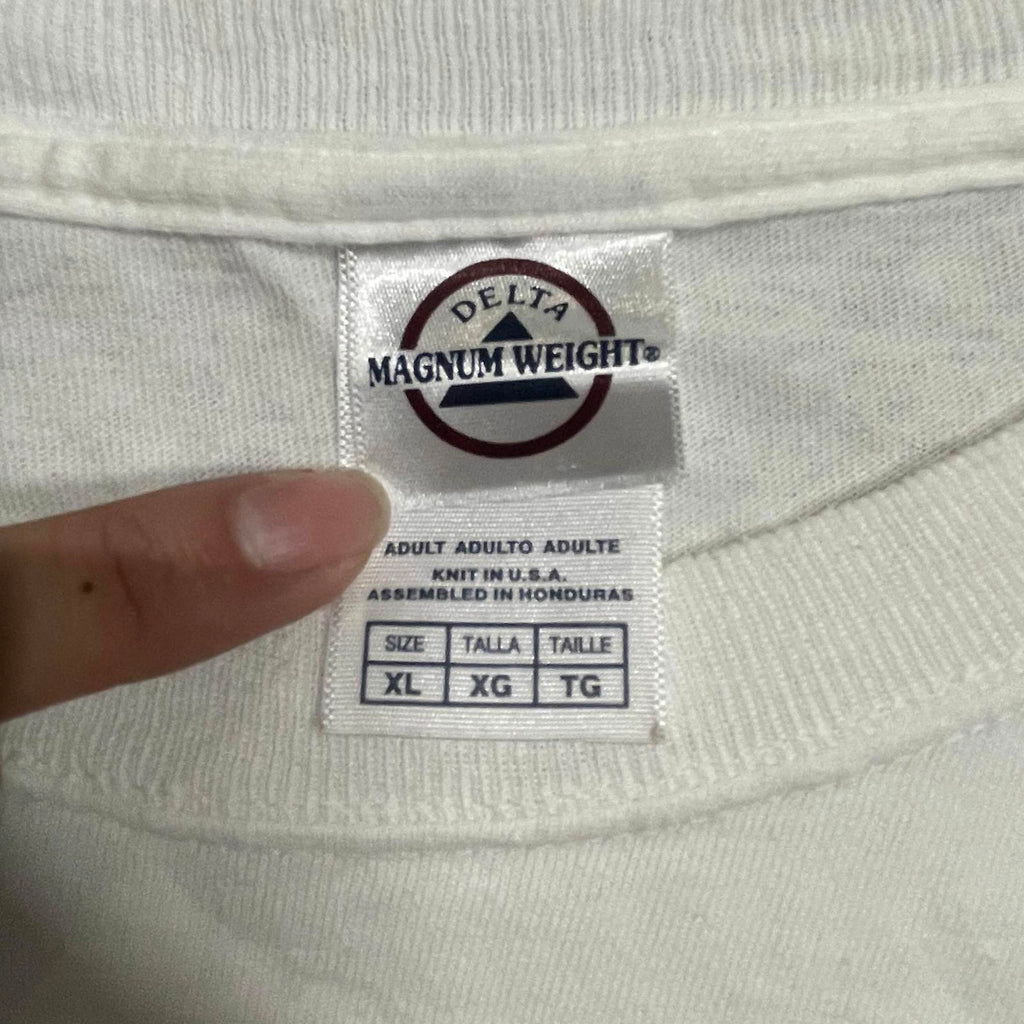 DELTA
MAGNUM WEIGHT®
ADULT ADULTO ADULTE
KNIT IN U.S.A.
ASSEMBLED IN HONDURAS
SIZE TALLA TAILLE
XL XG TG